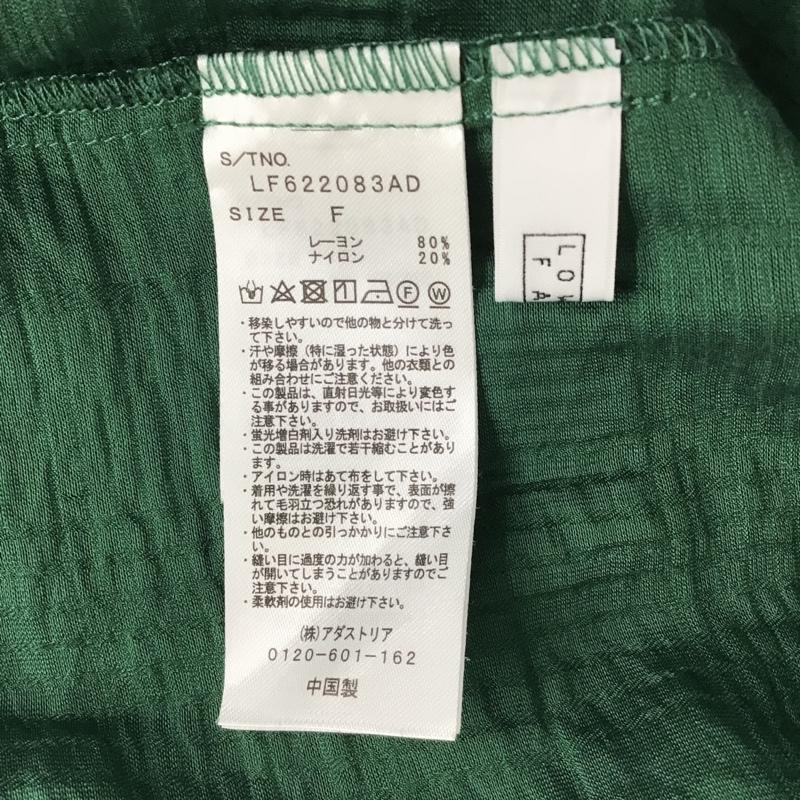 S/TNO.
LF622083AD
SIZE F
レーヨン 80%
ナイロン 20%
F W
・移染しやすいので他の物と分けて洗っ
て下さい。
・汗や摩擦（特に湿った状態）により色
が移る場合があります。他の衣類との
組み合わせにご注意ください。
・この製品は、直射日光等により変色す
る事がありますので、お取扱いにはご
注意下さい。
・蛍光増白剤入り洗剤はお避け下さい。
・この製品は洗濯で若干縮むことがあり
ます。
・アイロン時はあて布をして下さい。
・着用や洗濯を繰り返す事で、表面が擦
れて毛羽立つ恐れがありますので、強
い摩擦はお避け下さい。
・他のものとの引っかかりにご注意下さ
い。
・縫い目に過度の力が加わると、縫い目
が開いてしまうことがありますのでご
注意下さい。
・柔軟剤の使用はお避け下さい。
(株)アダストリア
0120-601-162
中国製